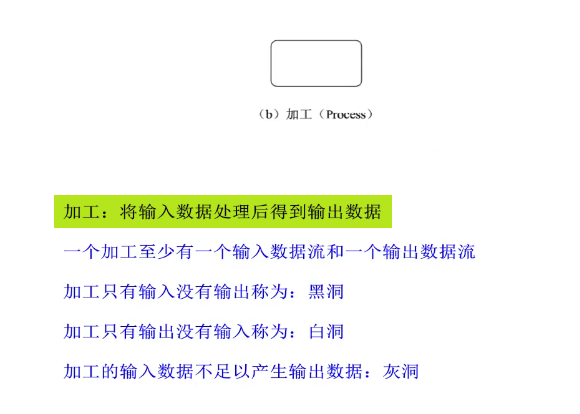 （b）加工（Process）
加工：将输入数据处理后得到输出数据
一个加工至少有一个输入数据流和一个输出数据流
加工只有输入没有输出称为：黑洞
加工只有输出没有输入称为：白洞
加工的输入数据不足以产生输出数据：灰洞